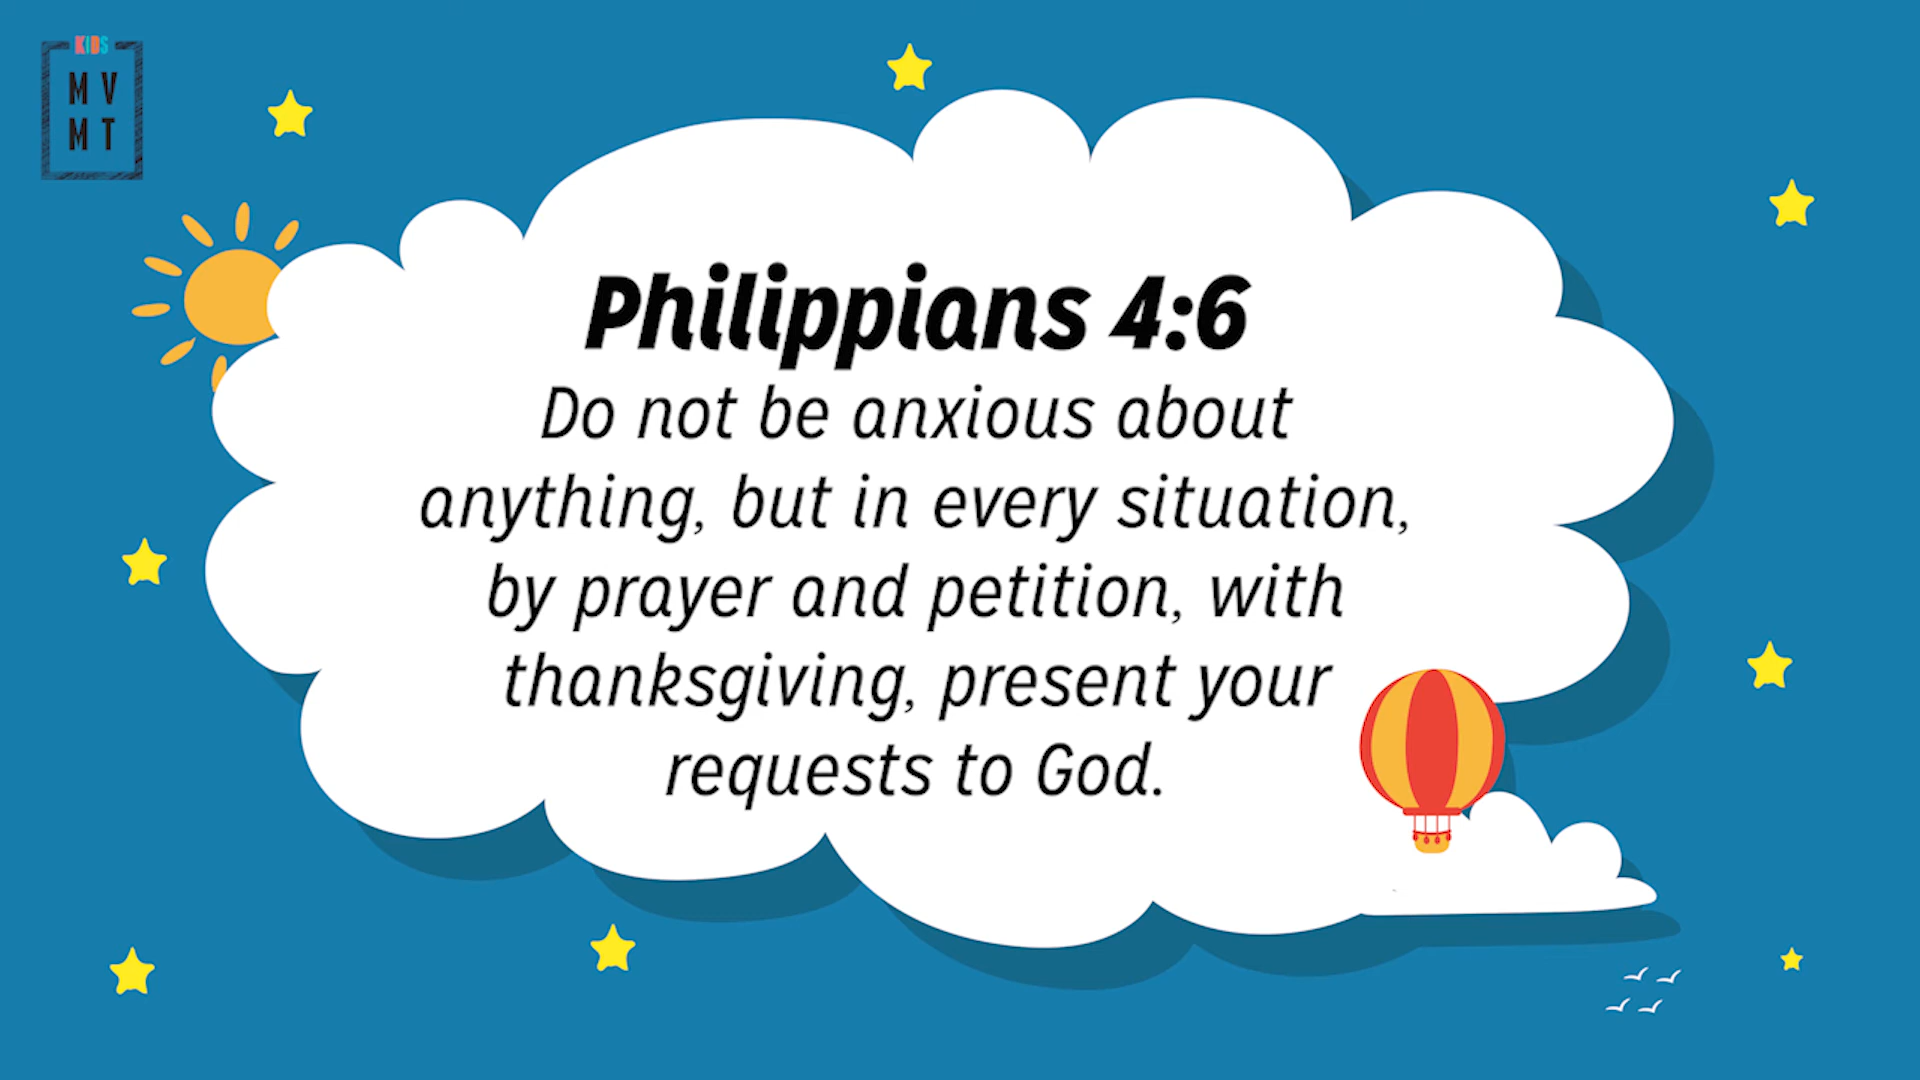 KIDS
M V
M T
Philippians 4:6
Do not be anxious about
anything, but in every situation,
by prayer and petition, with
thanksgiving, present your
requests to God.